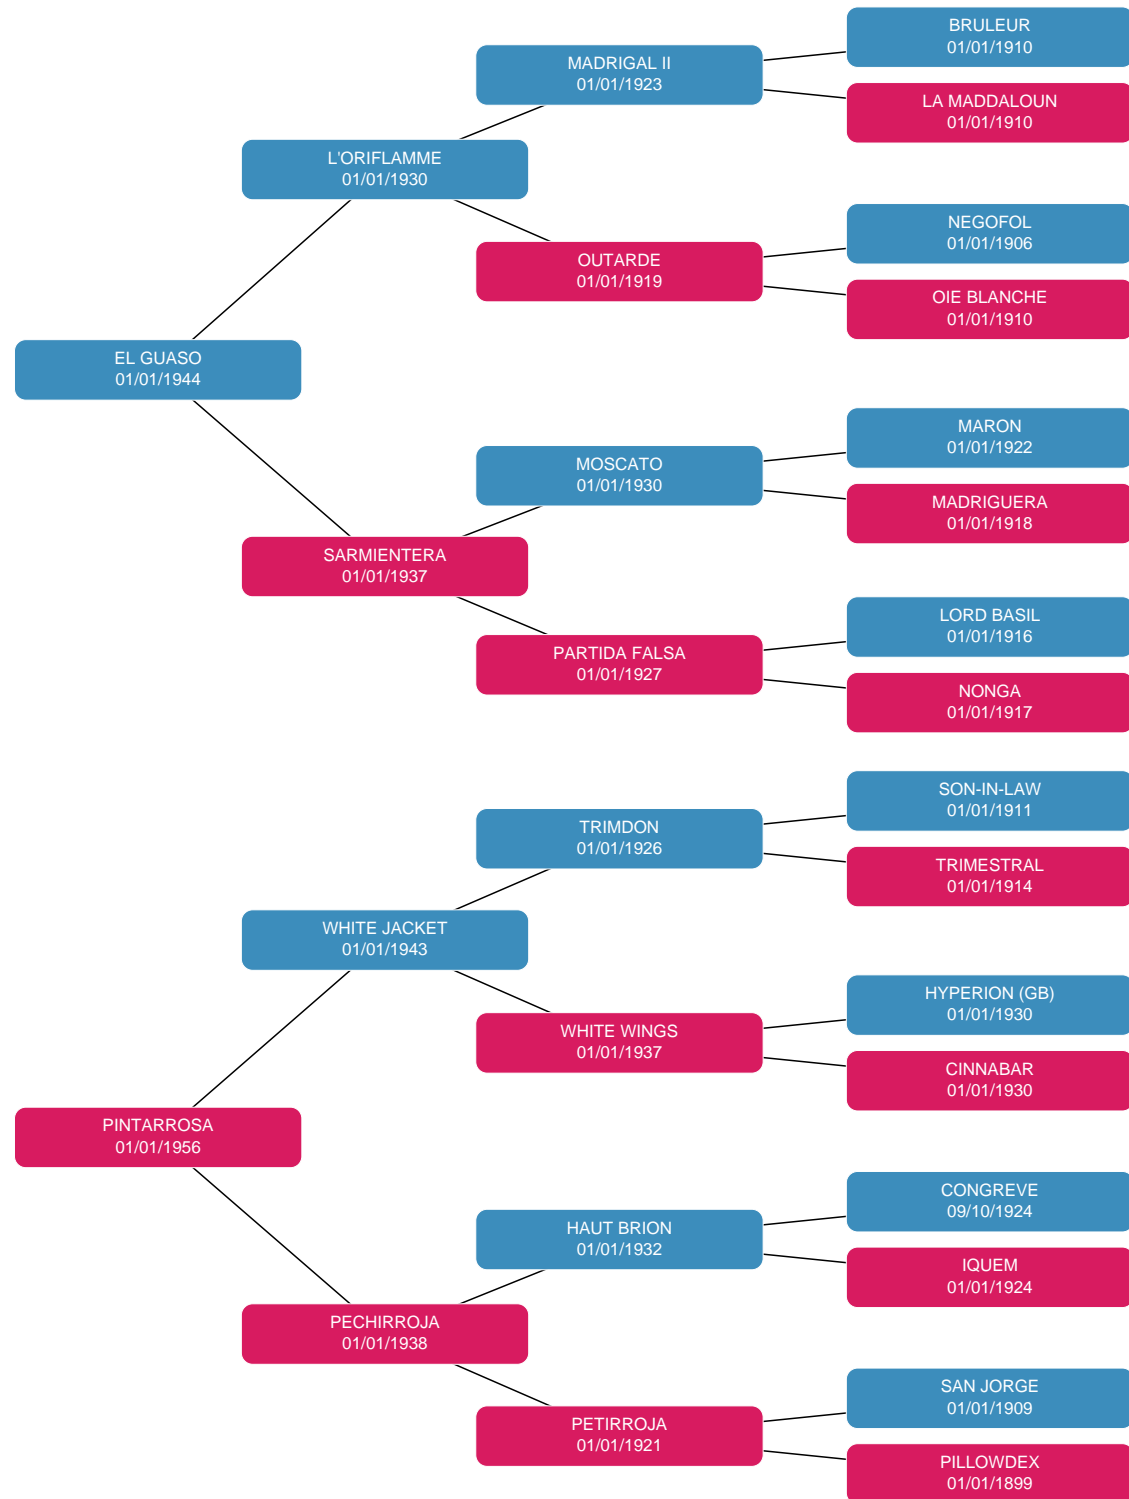 BRULEUR
01/01/1910
MADRIGAL II
01/01/1923
LA MADDALOUN
01/01/1910
L'ORIFLAMME
01/01/1930
NEGOFOL
01/01/1906
OUTARDE
01/01/1919
OIE BLANCHE
01/01/1910
EL GUASO
01/01/1944
MARON
01/01/1922
MOSCATO
01/01/1930
MADRIGUERA
01/01/1918
SARMIENTERA
01/01/1937
LORD BASIL
01/01/1916
PARTIDA FALSA
01/01/1927
NONGA
01/01/1917
SON-IN-LAW
01/01/1911
TRIMDON
01/01/1926
TRIMESTRAL
01/01/1914
WHITE JACKET
01/01/1943
HYPERION (GB)
01/01/1930
WHITE WINGS
01/01/1937
CINNABAR
01/01/1930
PINTARROSA
01/01/1956
CONGREVE
09/10/1924
HAUT BRION
01/01/1932
IQUEM
01/01/1924
PECHIRROJA
01/01/1938
SAN JORGE
01/01/1909
PETIRROJA
01/01/1921
PILLOWDEX
01/01/1899